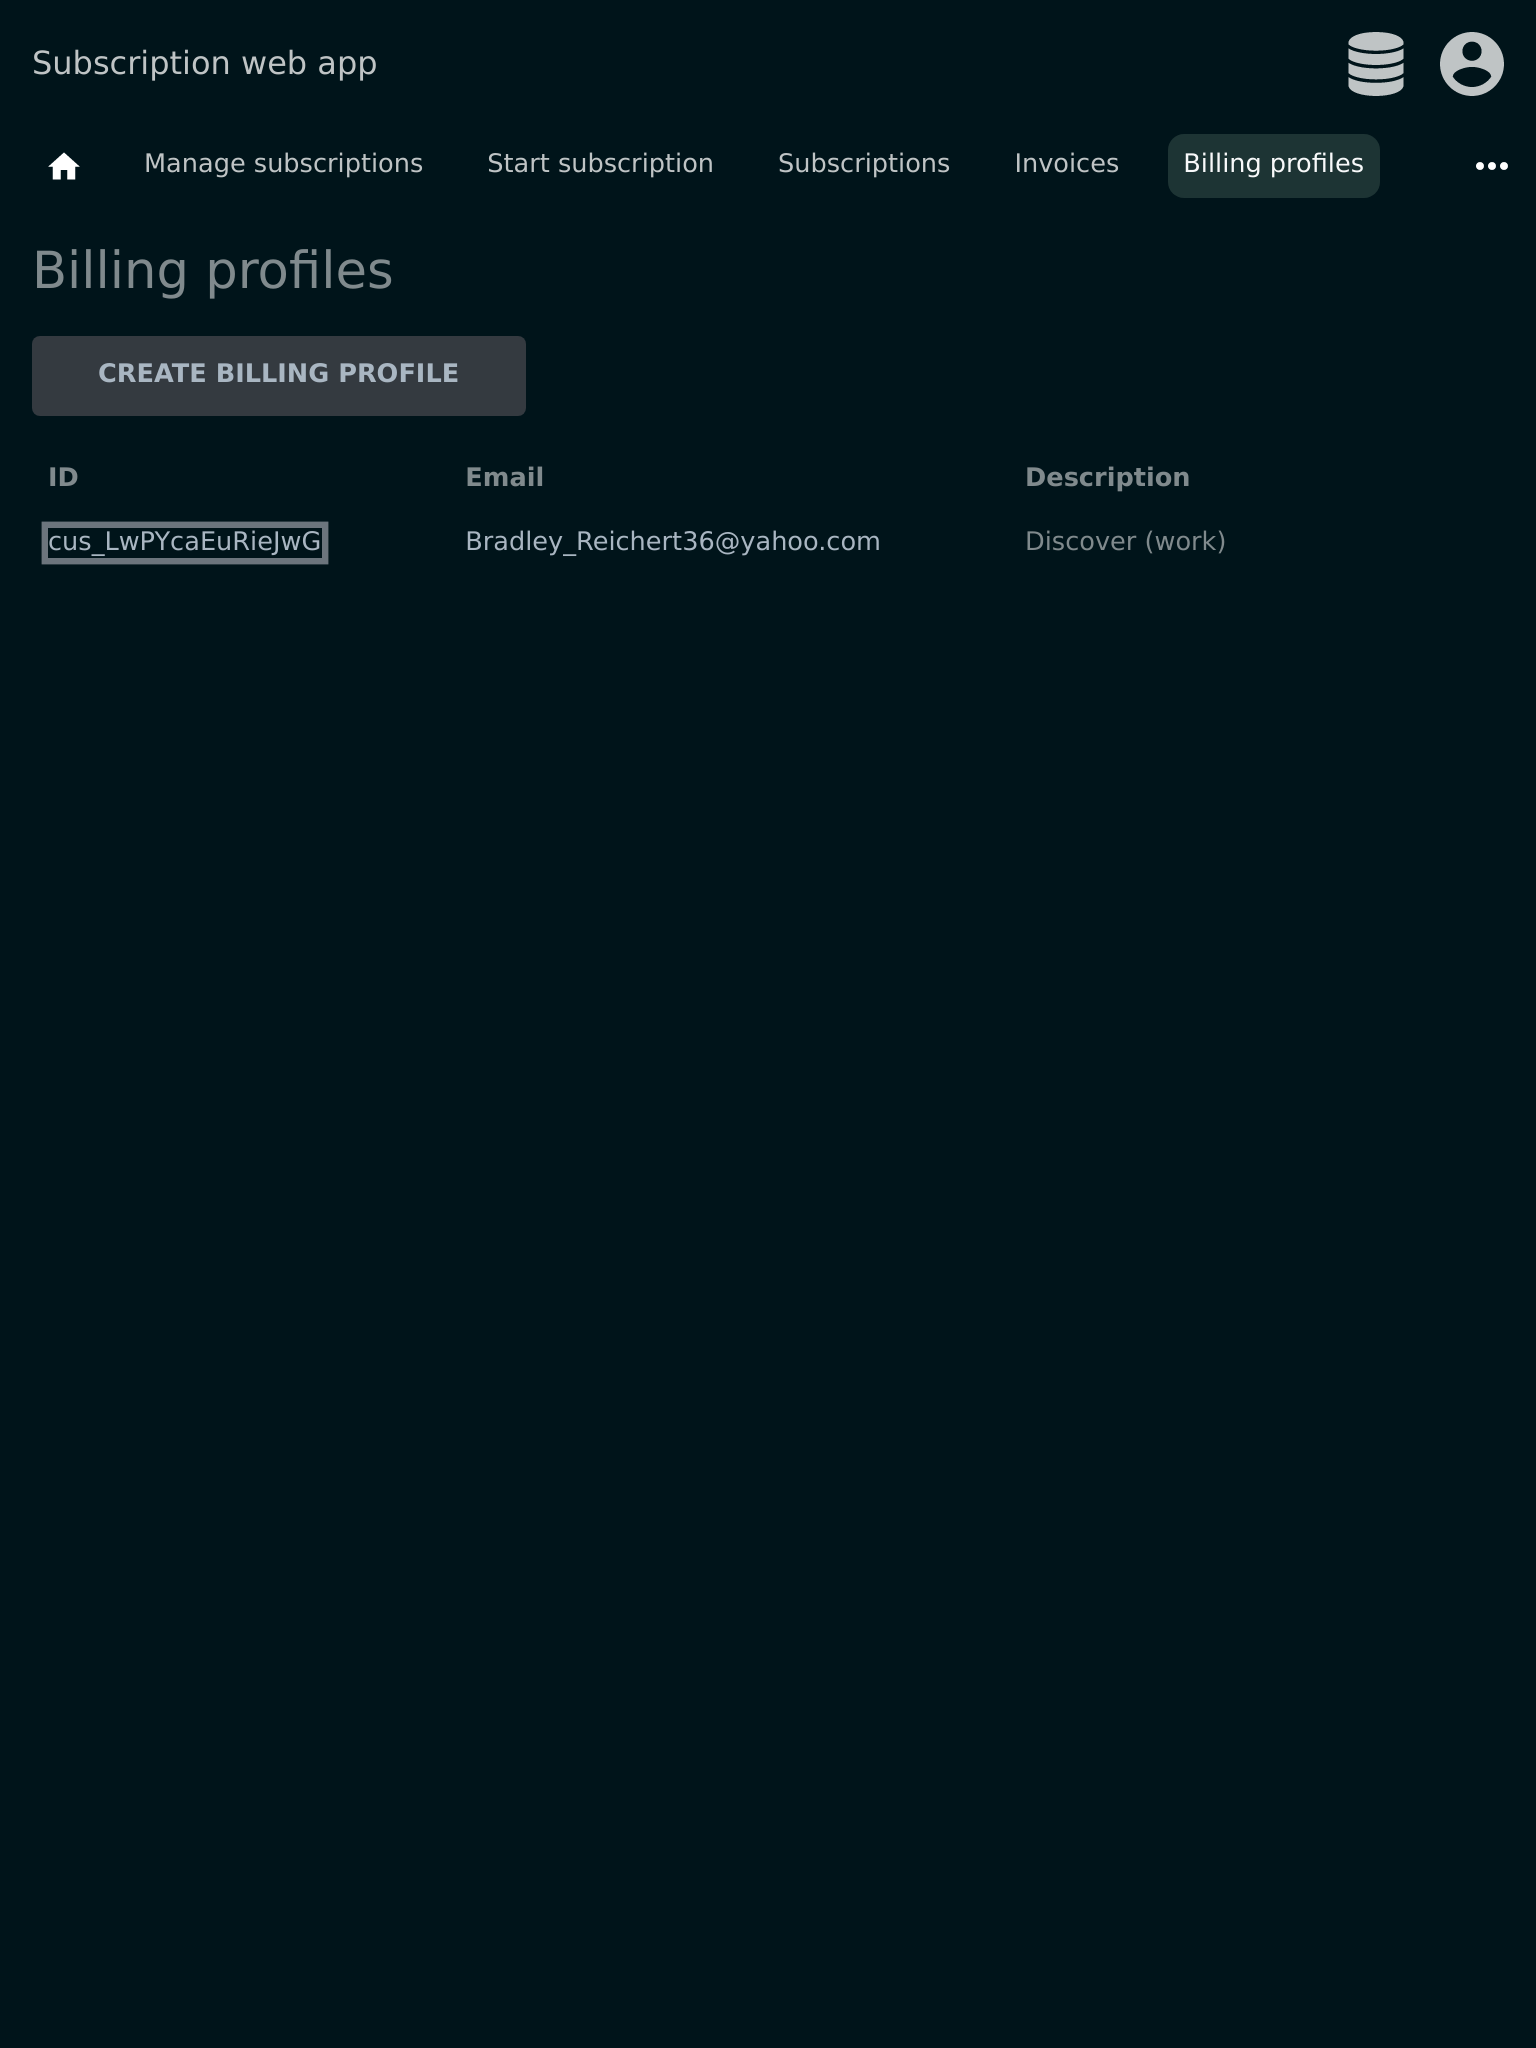 Subscription web app
Manage subscriptions Start subscription Subscriptions Invoices Billing profiles
Billing profiles
CREATE BILLING PROFILE
ID Email Description
cus_LwPYcaEuRieJwG Bradley_Reichert36@yahoo.com Discover (work)